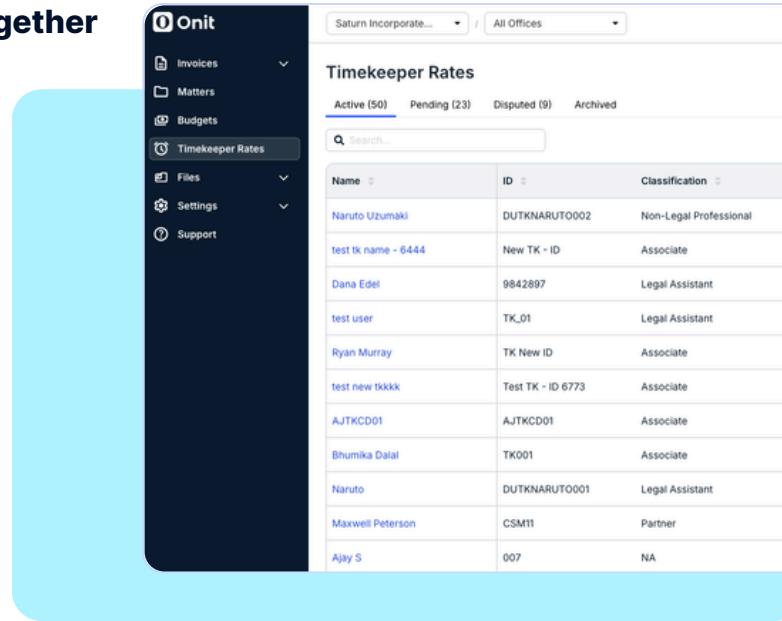 gether
Onit
Saturn Incorporate... / All Offices
Invoices
Matters
Budgets
Timekeeper Rates
Files
Settings
Support
Timekeeper Rates
Active (50) Pending (23) Disputed (9) Archived
Search...
Name ID Classification
Naruto Uzumaki DUTKNARUTO002 Non-Legal Professional
test tk name - 6444 New TK - ID Associate
Dana Edel 9842897 Legal Assistant
test user TK_01 Legal Assistant
Ryan Murray TK New ID Associate
test new tkkkk Test TK - ID 6773 Associate
AJTKCD01 AJTKCD01 Associate
Bhumika Dalal TK001 Associate
Naruto DUTKNARUTO001 Legal Assistant
Maxwell Peterson CSM11 Partner
Ajay S 007 NA